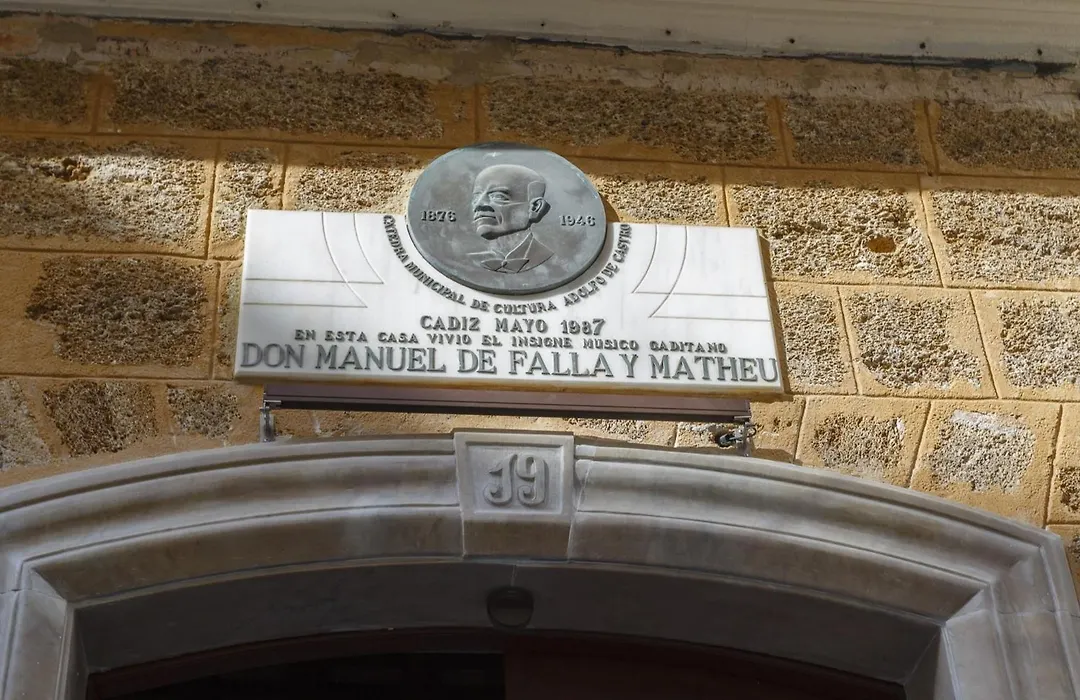 1876 1946
CATEDRA MUNICIPAL DE CULTURA ADOLFO DE CASTRO
CADIZ MAYO 1987
EN ESTA CASA VIVIO EL INSIGNE MUSICO GADITANO
DON MANUEL DE FALLA Y MATHEU
19